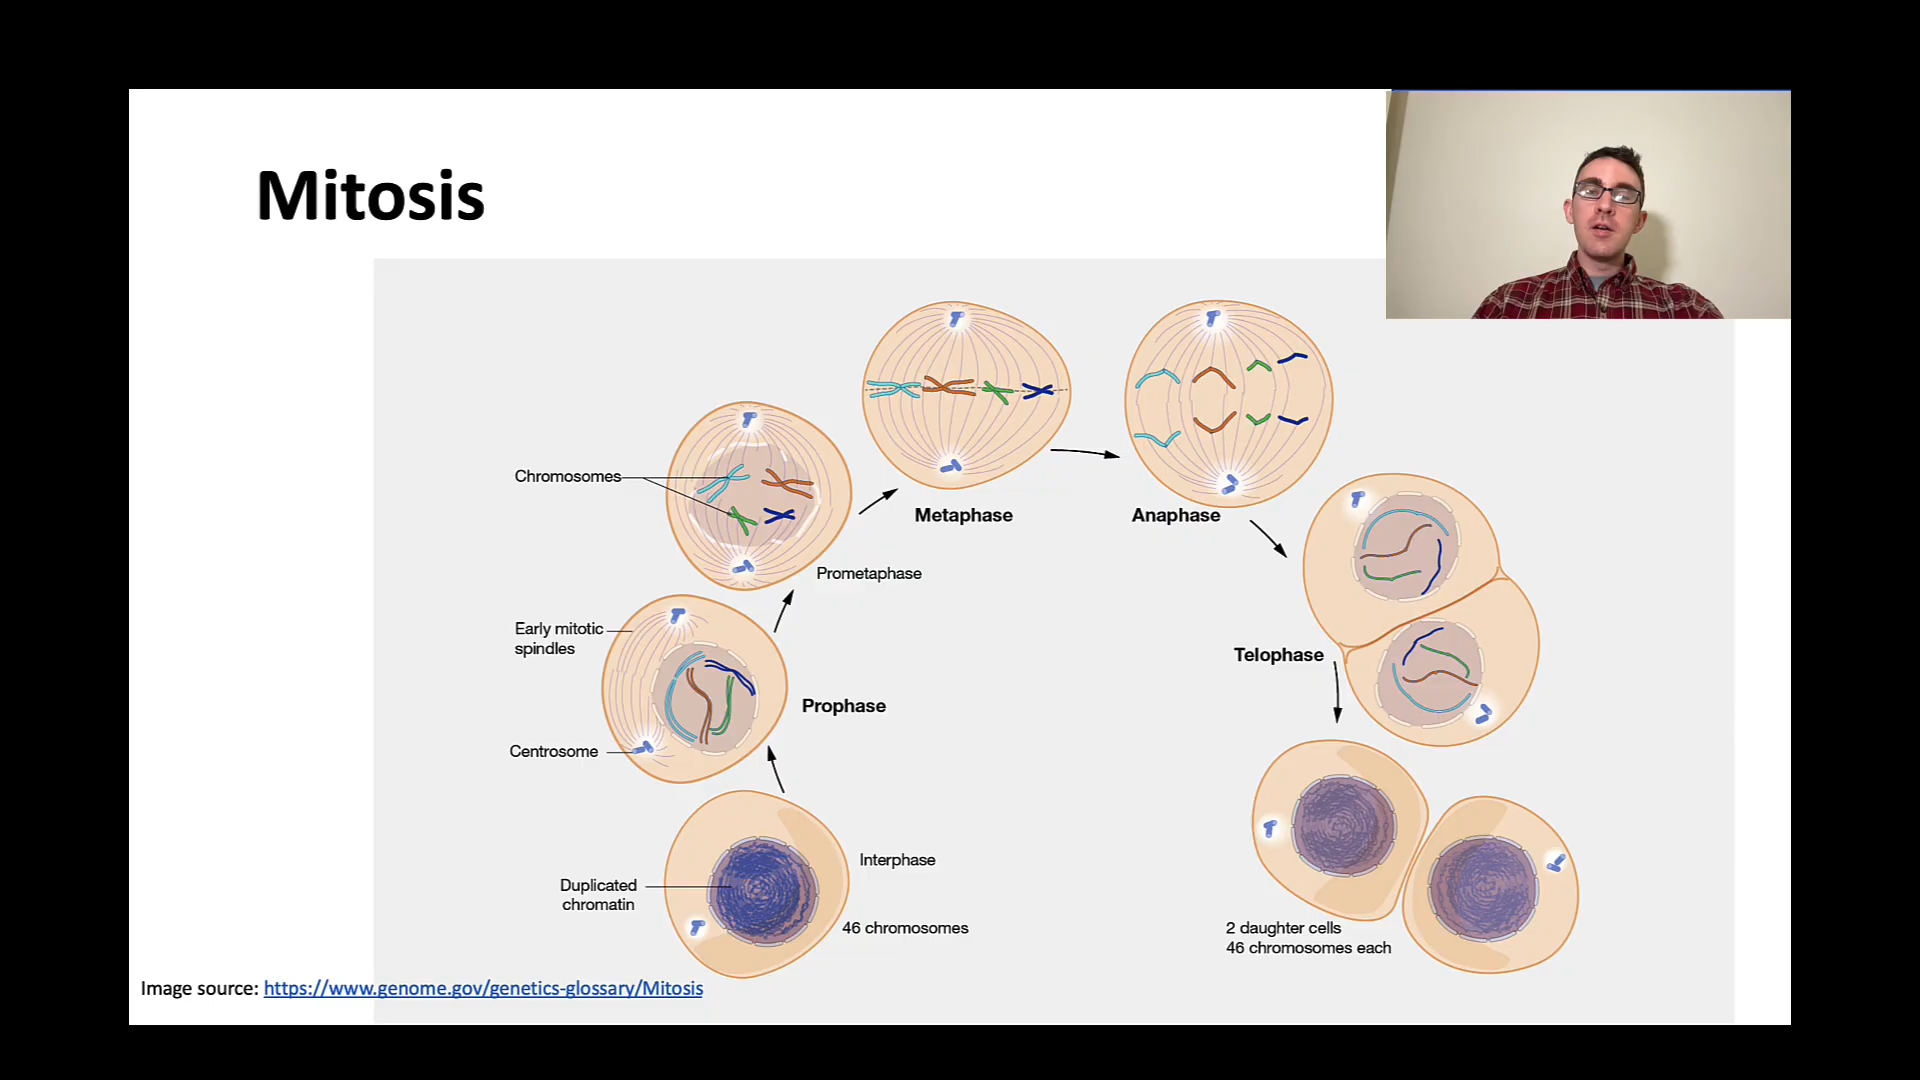 Mitosis
Metaphase
Anaphase
Chromosomes
Prometaphase
Early mitotic
spindles
Telophase
Prophase
Centrosome
Interphase
Duplicated
chromatin
46 chromosomes
2 daughter cells
46 chromosomes each
Image source: https://www.genome.gov/genetics-glossary/Mitosis